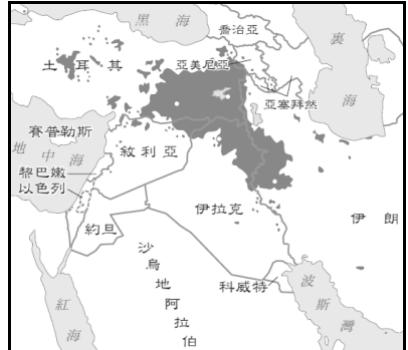 黑海
喬治亞
裏海
土耳其
亞美尼亞
亞塞拜然
賽普勒斯
地中海
敘利亞
黎巴嫩
以色列
伊拉克
伊朗
約旦
沙烏地阿拉伯
科威特
波斯灣
紅海